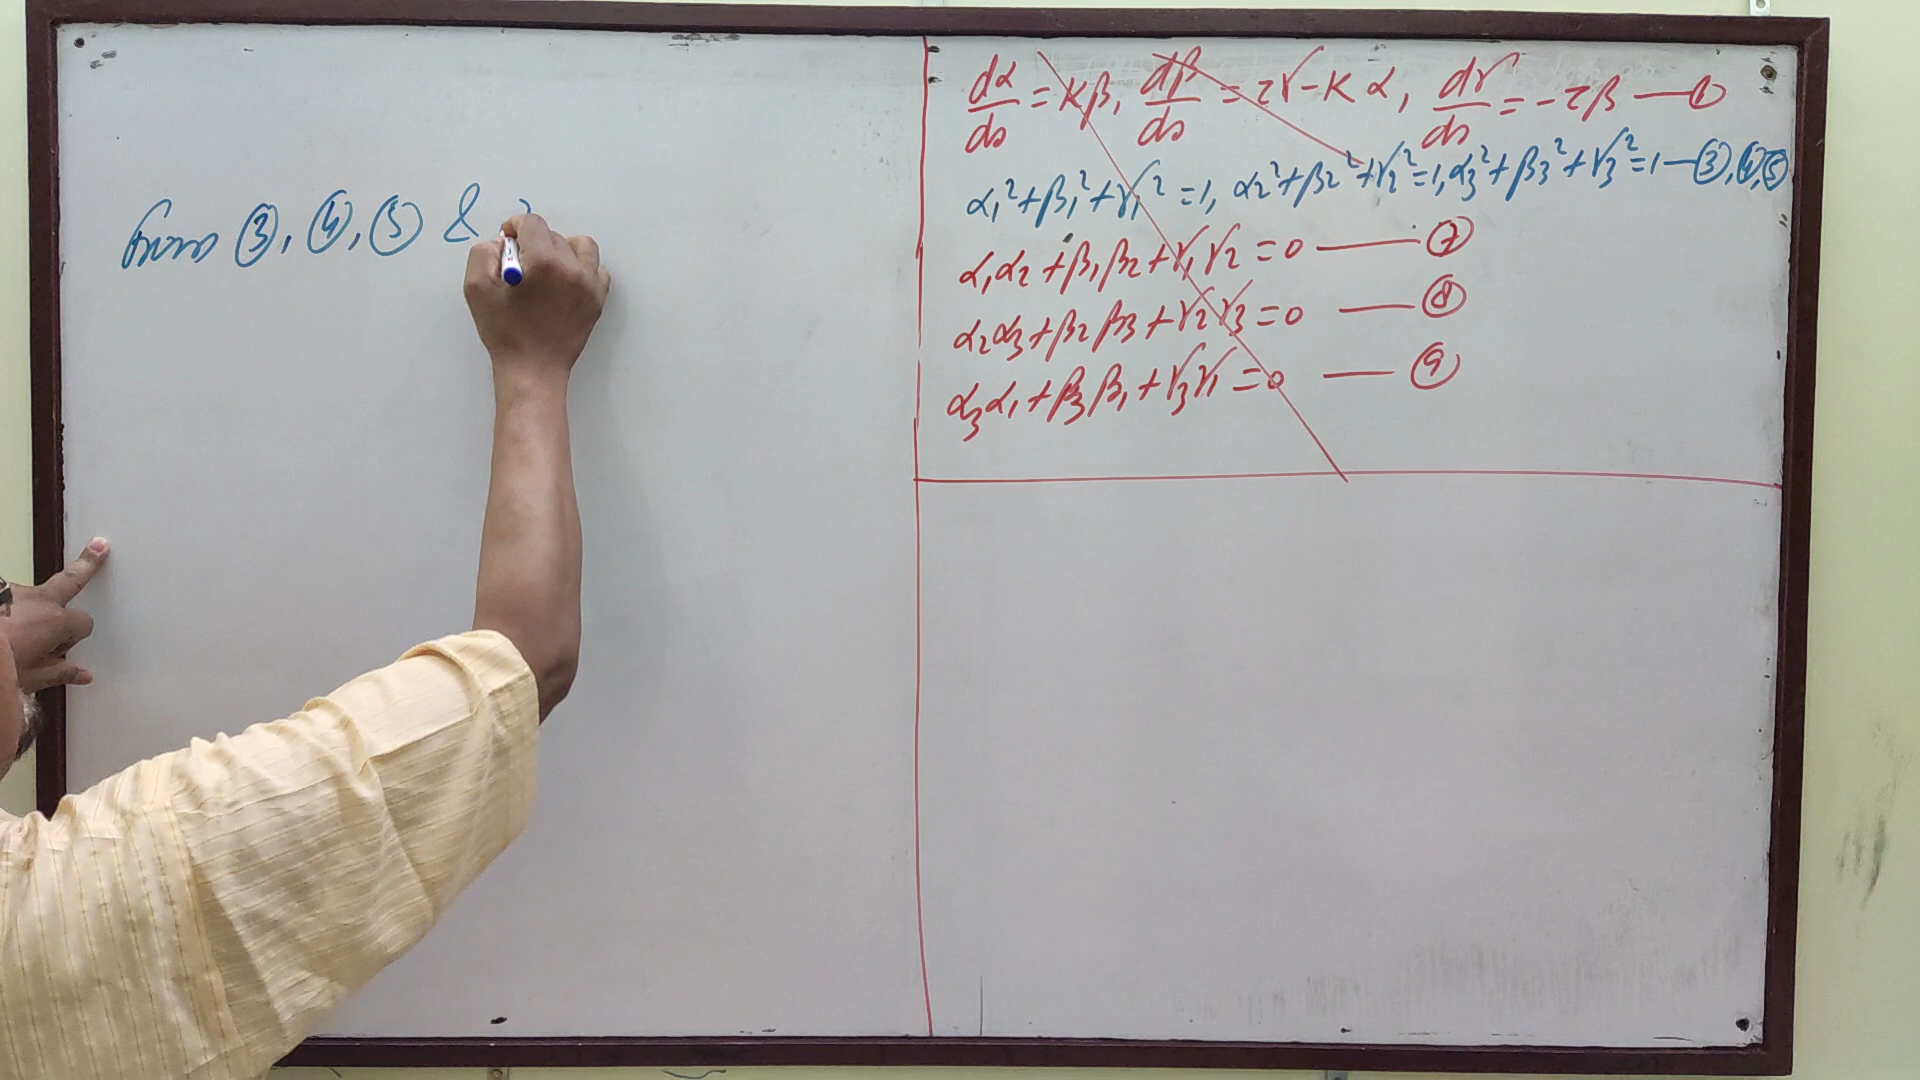 From ③, ④, ⑤ &
dα/ds = κβ, dβ/ds = τγ - κα, dγ/ds = -τβ — ①
α₁² + β₁² + γ₁² = 1, α₂² + β₂² + γ₂² = 1, α₃² + β₃² + γ₃² = 1 — ③, ④, ⑤
α₁α₂ + β₁β₂ + γ₁γ₂ = 0 — ⑦
α₂α₃ + β₂β₃ + γ₂γ₃ = 0 — ⑧
α₃α₁ + β₃β₁ + γ₃γ₁ = 0 — ⑨